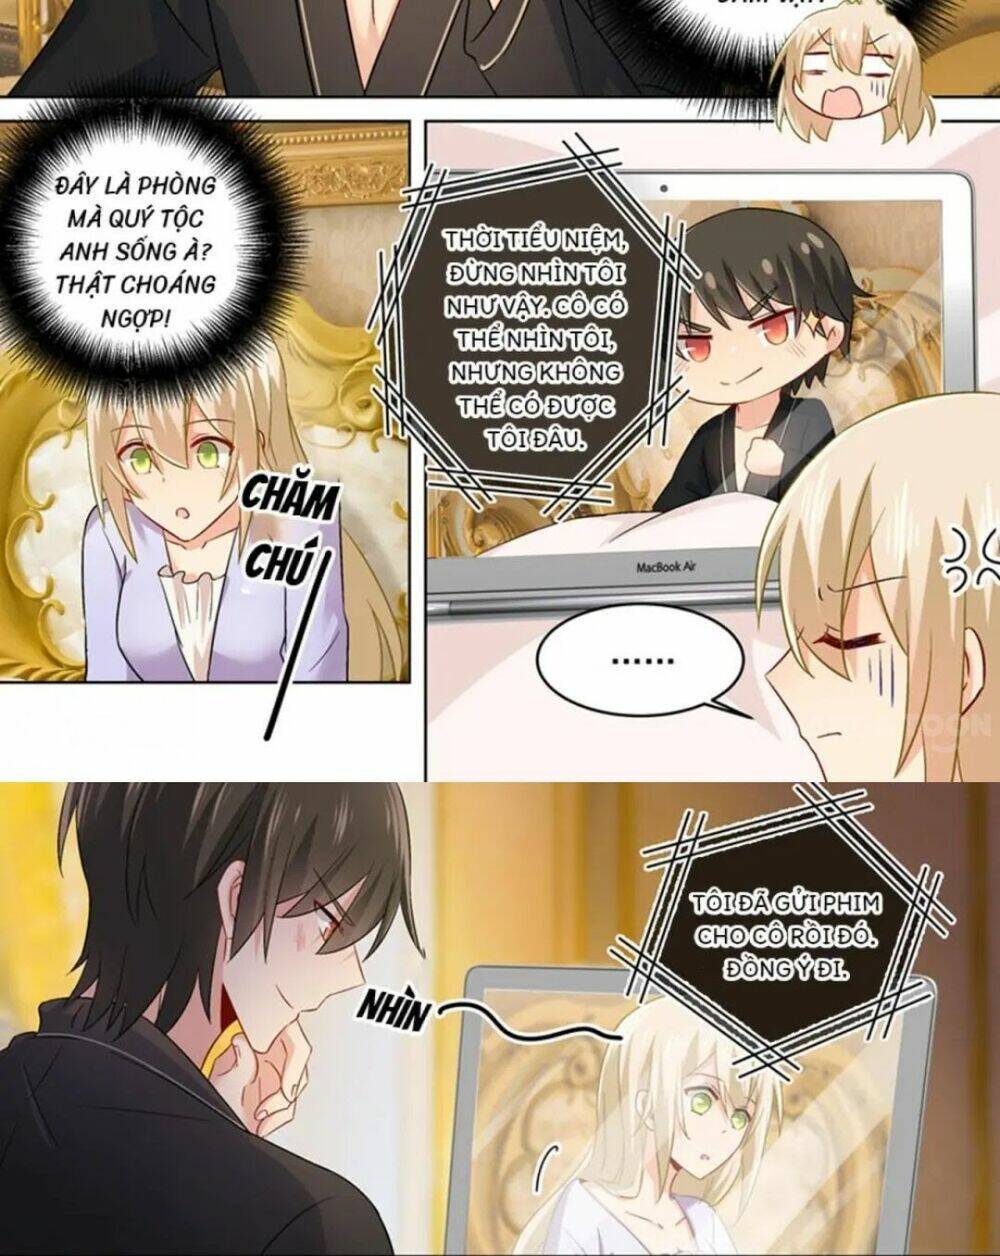 ĐÂY LÀ PHÒNG
MÀ QUÝ TỘC
ANH SỐNG À?
THẬT CHOÁNG
NGỢP!
CHĂM
CHÚ
THỜI TIỂU NIỆM,
ĐỪNG NHÌN TÔI
NHƯ VẬY. CÔ CÓ
THỂ NHÌN TÔI,
NHƯNG KHÔNG
THỂ CÓ ĐƯỢC
TÔI ĐÂU.
MacBook Air
.......
TÔI ĐÃ GỬI PHIM
CHO CÔ RỒI ĐÓ.
ĐỒNG Ý ĐI.
NHÌN